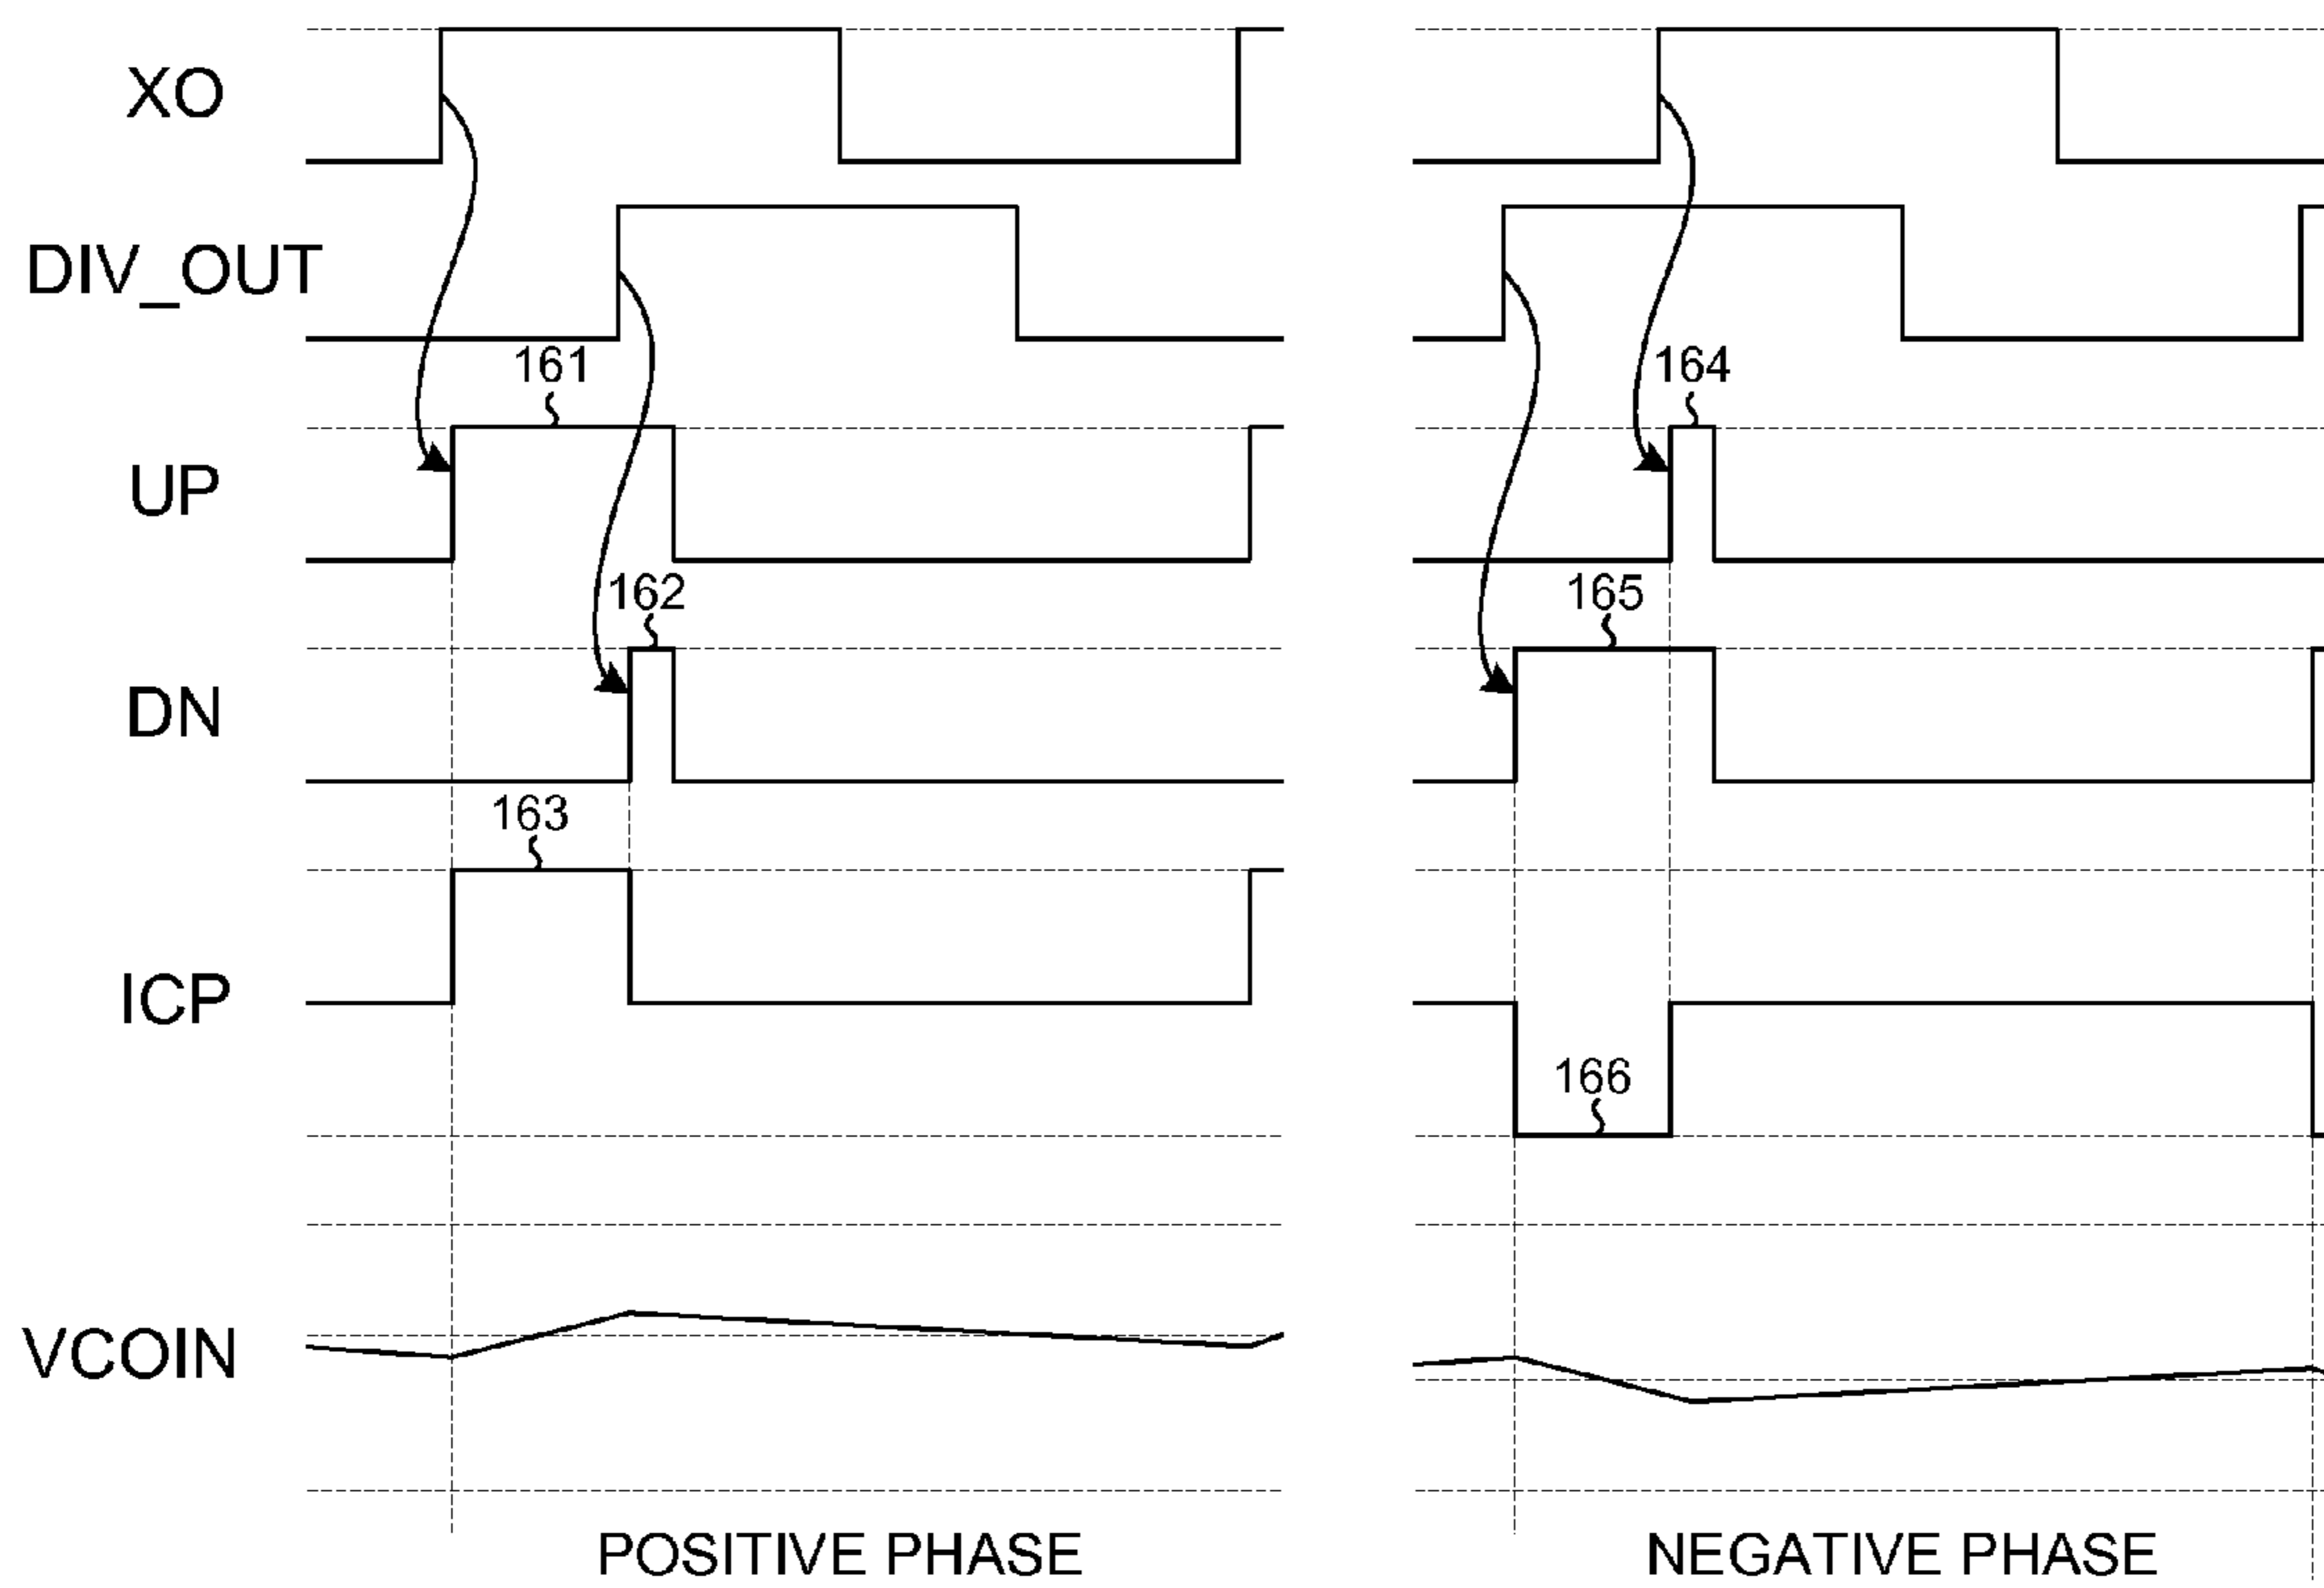 XO
DIV_OUT
161
164
UP
162
165
DN
163
ICP
166
VCOIN
POSITIVE PHASE
NEGATIVE PHASE